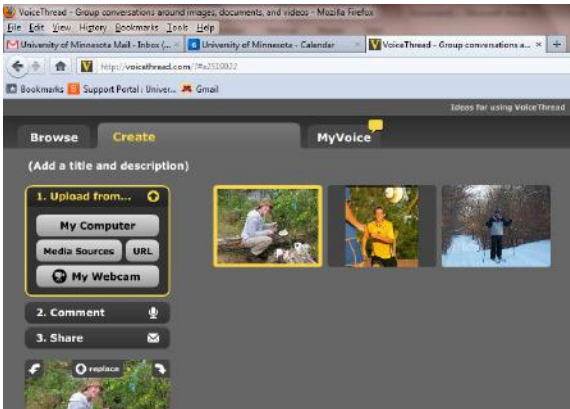 VoiceThread - Group conversations around images, documents, and videos - Mozilla Firefox
File Edit View History Bookmarks Tools Help
University of Minnesota Mail - Inbox (... × University of Minnesota - Calendar × VoiceThread - Group conversations a... × +
http://voicethread.com/
Bookmarks Support Portal : Univer... Gmail
Ideas for using VoiceThread
Browse Create MyVoice
(Add a title and description)
1. Upload from...
My Computer
Media Sources URL
My Webcam
2. Comment
3. Share
replace